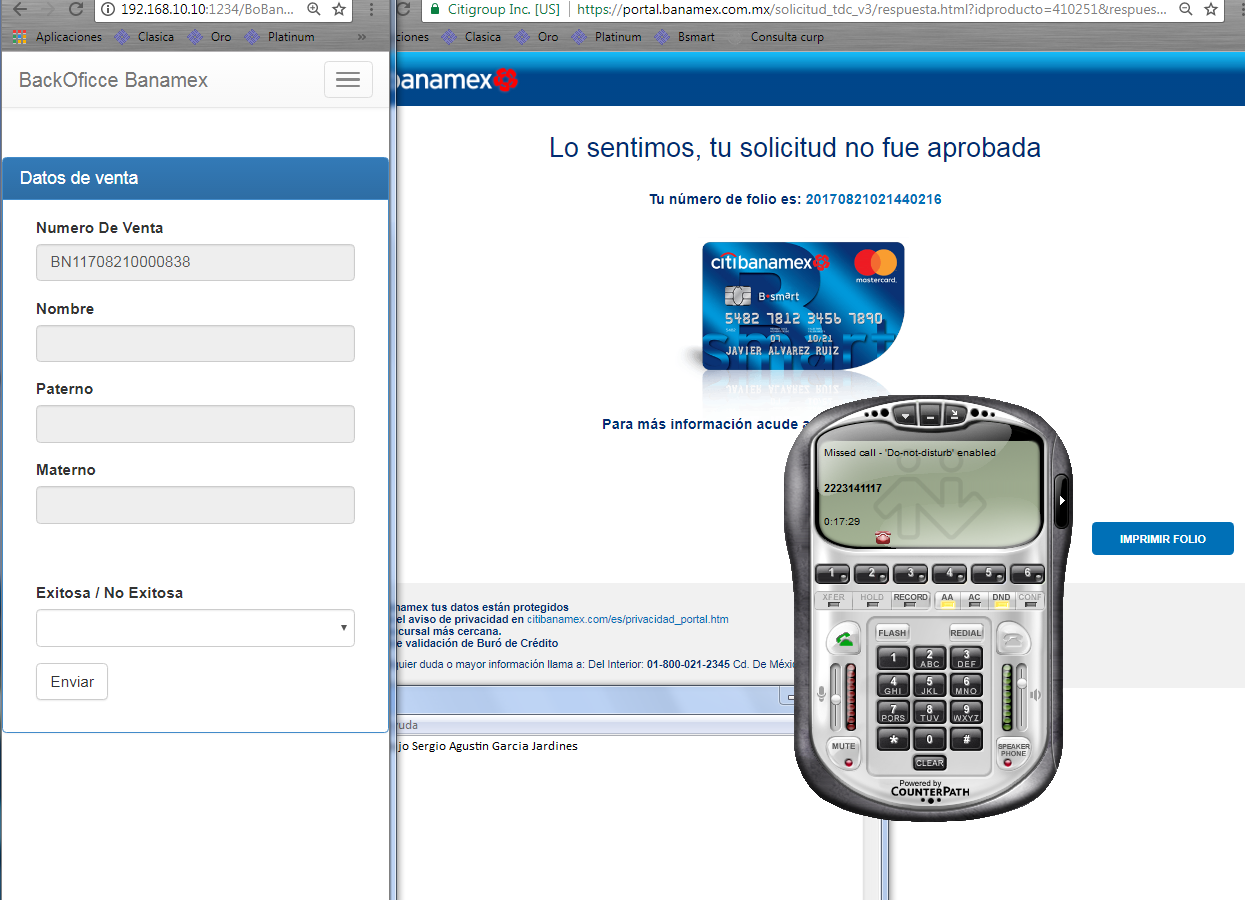 192.168.10.10:1234/BoBan...
Aplicaciones
Clasica
Oro
Platinum
»
BackOficce Banamex
Datos de venta
Numero De Venta
BN11708210000838
Nombre
Paterno
Materno
Exitosa / No Exitosa
Enviar
Citigroup Inc. [US]
https://portal.banamex.com.mx/solicitud_tdc_v3/respuesta.html?idproducto=410251&respues...
ciones
Clasica
Oro
Platinum
Bsmart
Consulta curp
banamex
Lo sentimos, tu solicitud no fue aprobada
Tu número de folio es: 20170821021440216
citibanamex
mastercard.
B smart
5482 7812 3456 7890
07 10/21
JAVIER ALVAREZ RUIZ
Para más información acude a
IMPRIMIR FOLIO
namex tus datos están protegidos
el aviso de privacidad en citibanamex.com/es/privacidad_portal.htm
cursal más cercana.
e validación de Buró de Crédito
uier duda o mayor información llama a: Del Interior: 01-800-021-2345 Cd. De Méxi
uda
jo Sergio Agustin Garcia Jardines
Missed call - 'Do-not-disturb' enabled
2223141117
0:17:29
1 2 3 4 5 6
XFER HOLD RECORD AA AC DND CONF
FLASH REDIAL
1 2 ABC 3 DEF
4 GHI 5 JKL 6 MNO
7 PQRS 8 TUV 9 WXYZ
* 0 #
MUTE
SPEAKER PHONE
CLEAR
Powered by
COUNTERPATH